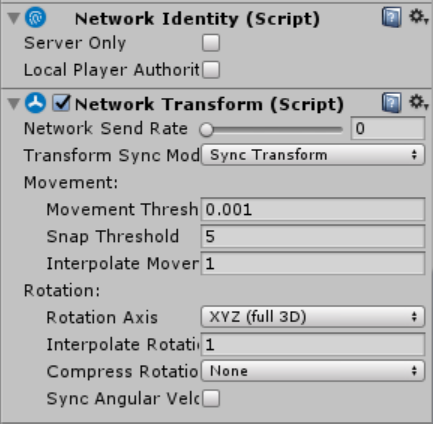 Network Identity (Script)
Server Only
Local Player Authorit
Network Transform (Script)
Network Send Rate 0
Transform Sync Mod Sync Transform
Movement:
Movement Thresh 0.001
Snap Threshold 5
Interpolate Mover 1
Rotation:
Rotation Axis XYZ (full 3D)
Interpolate Rotati 1
Compress Rotatio None
Sync Angular Velo